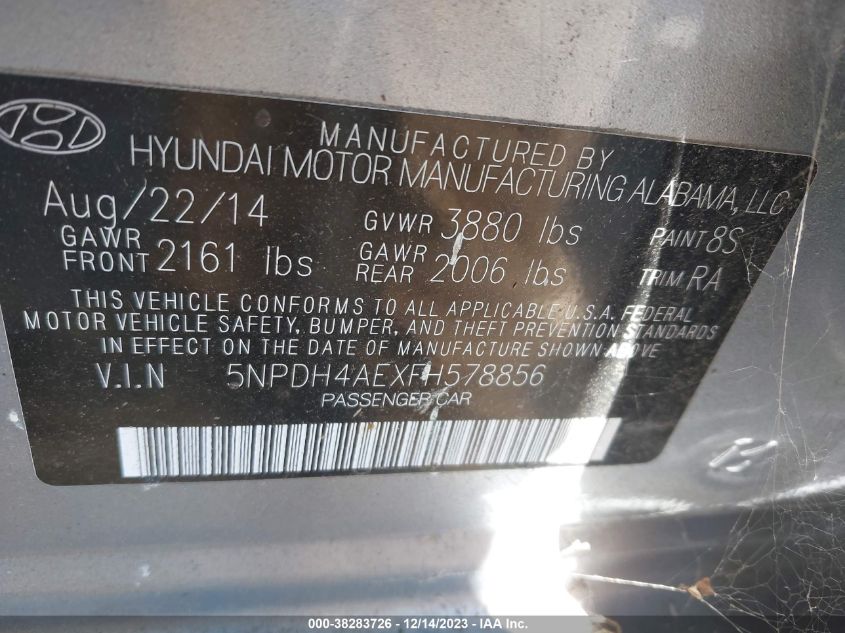 MANUFACTURED BY
HYUNDAI MOTOR MANUFACTURING ALABAMA, LLC
Aug/22/14 GVWR 3880 lbs PAINT 8S
GAWR FRONT 2161 lbs GAWR REAR 2006 lbs TRIM RA
THIS VEHICLE CONFORMS TO ALL APPLICABLE U.S.A. FEDERAL
MOTOR VEHICLE SAFETY, BUMPER, AND THEFT PREVENTION STANDARDS
IN EFFECT ON THE DATE OF MANUFACTURE SHOWN ABOVE.
V.I.N 5NPDH4AEXFH578856
PASSENGER CAR
000-38283726 - 12/14/2023 - IAA Inc.